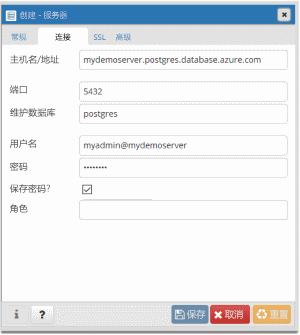 创建 - 服务器
常规 连接 SSL 高级
主机名/地址 mydemoserver.postgres.database.azure.com
端口 5432
维护数据库 postgres
用户名 myadmin@mydemoserver
密码 ••••••••
保存密码?
角色
i ? 保存 取消 重置